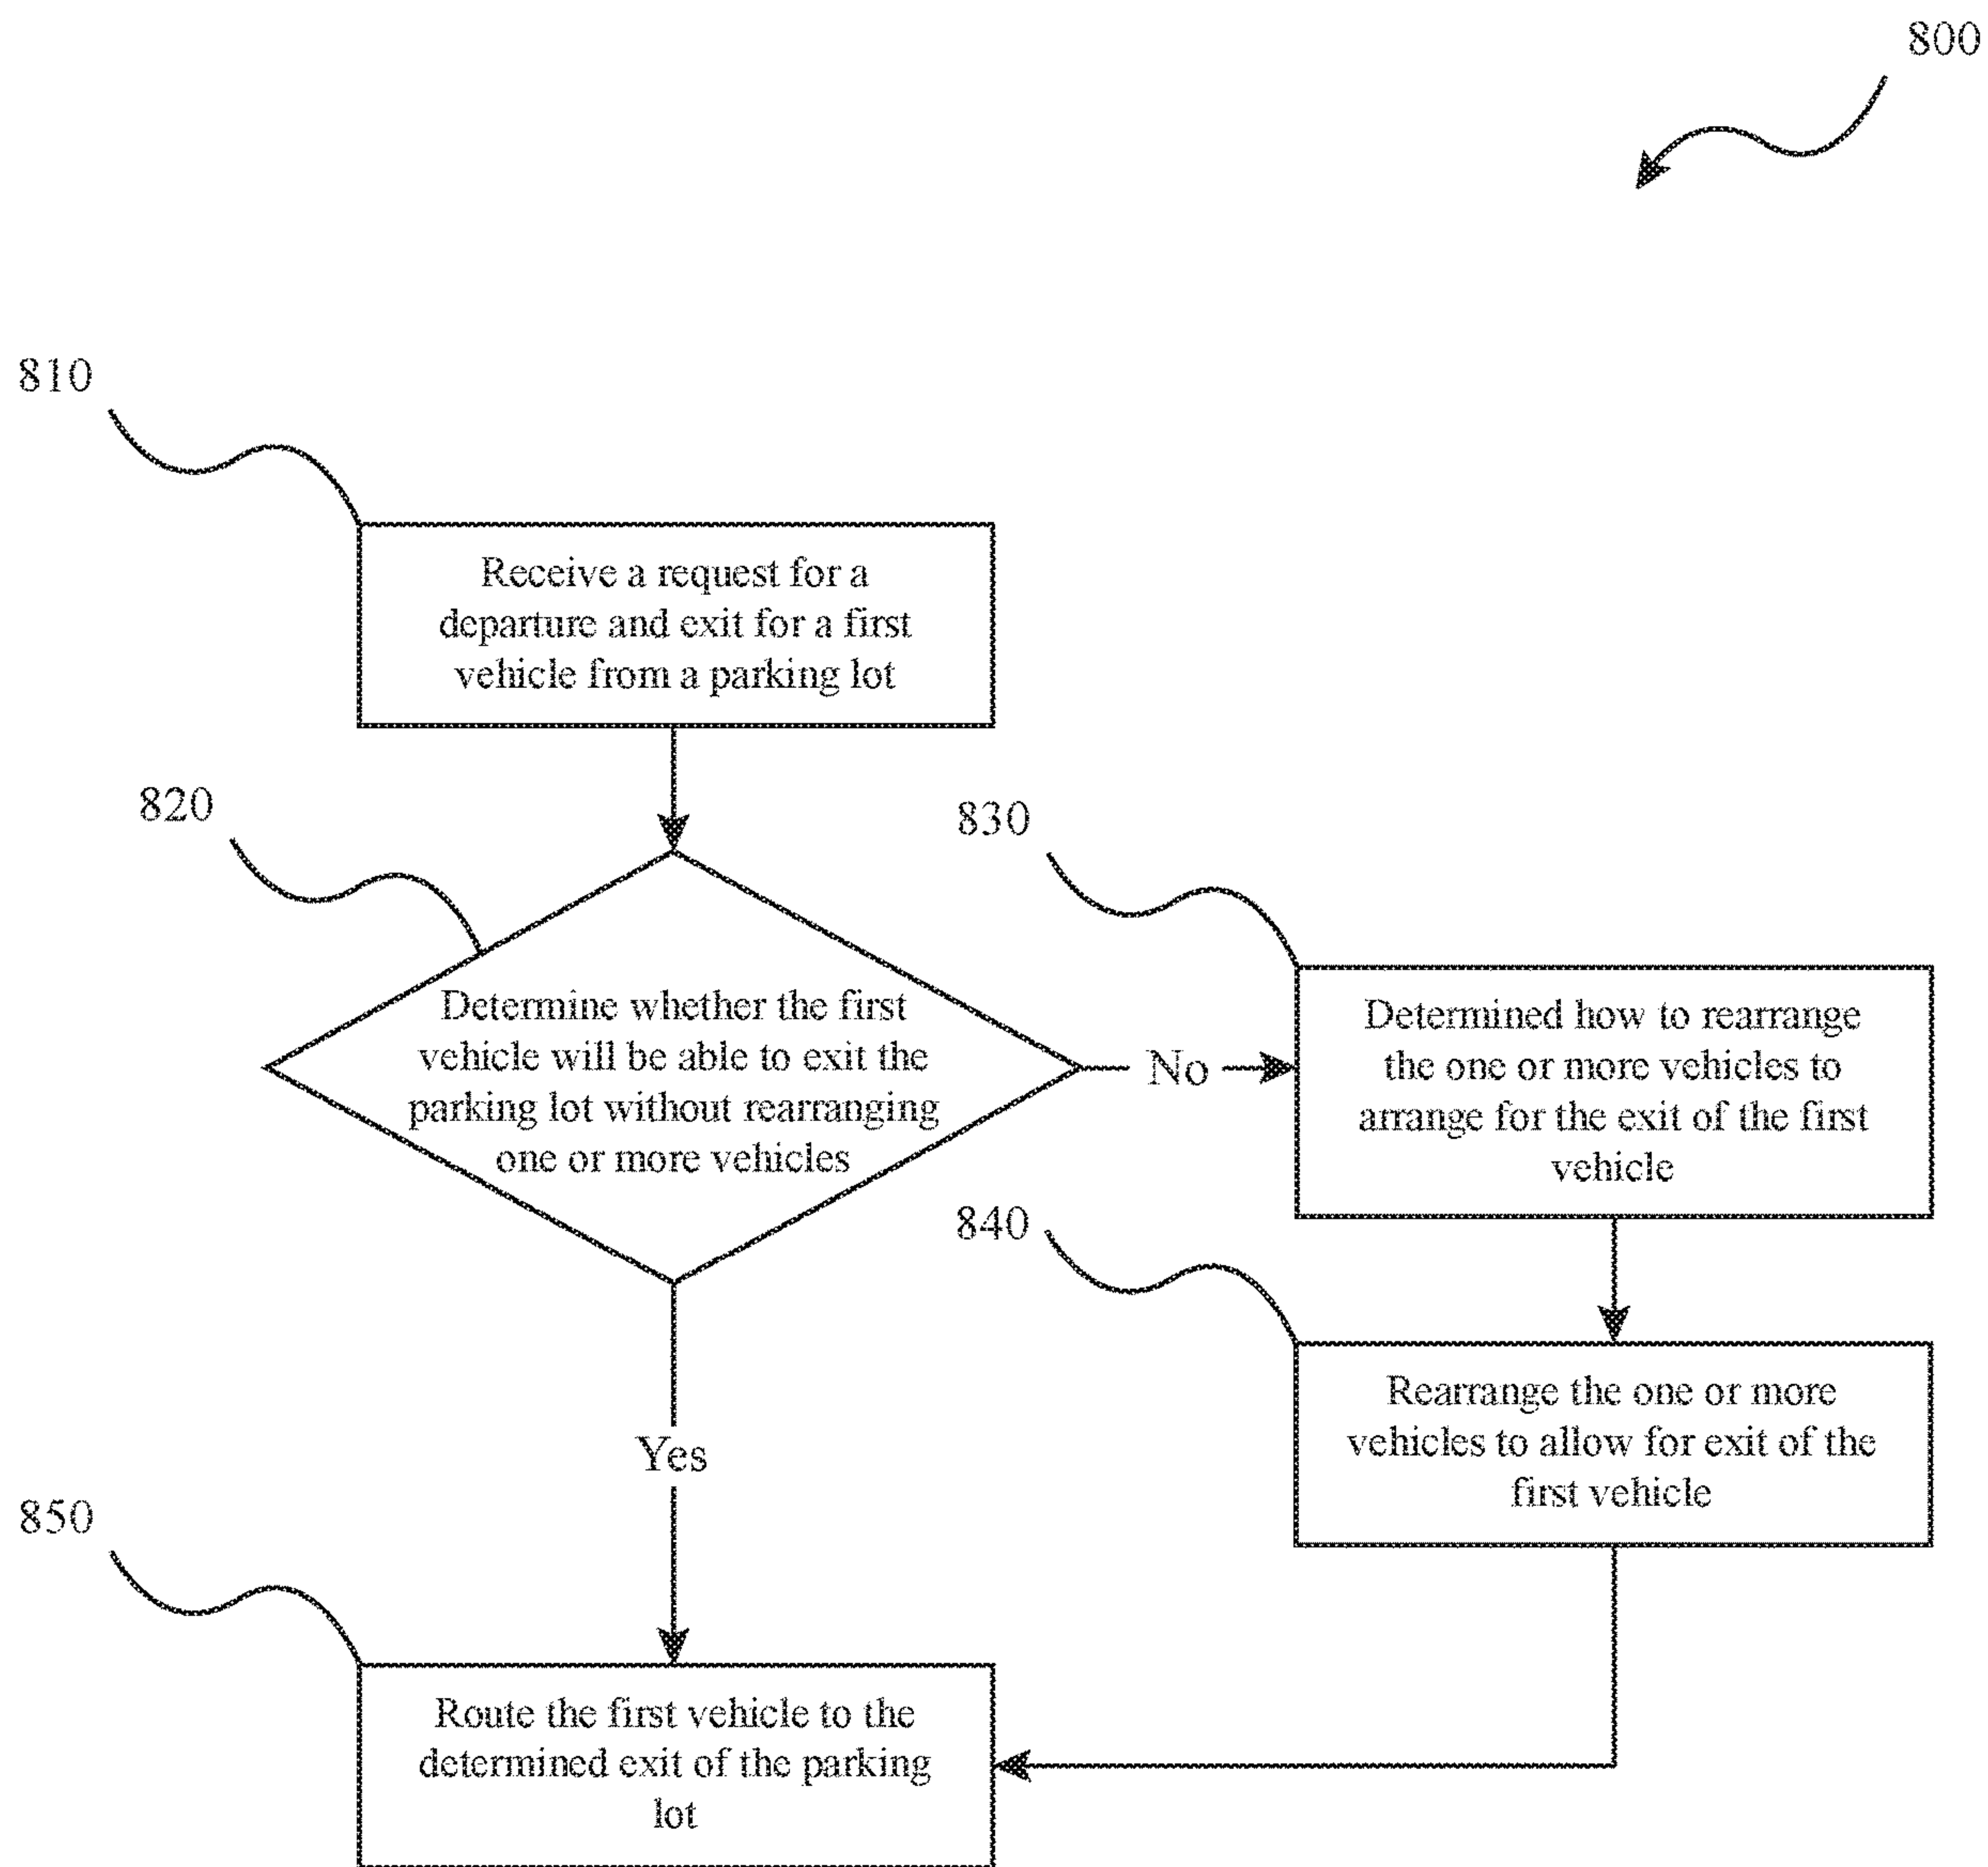 800
810
Receive a request for a
departure and exit for a first
vehicle from a parking lot
820
Determine whether the first
vehicle will be able to exit the
parking lot without rearranging
one or more vehicles
No
830
Determined how to rearrange
the one or more vehicles to
arrange for the exit of the first
vehicle
840
Rearrange the one or more
vehicles to allow for exit of the
first vehicle
Yes
850
Route the first vehicle to the
determined exit of the parking
lot